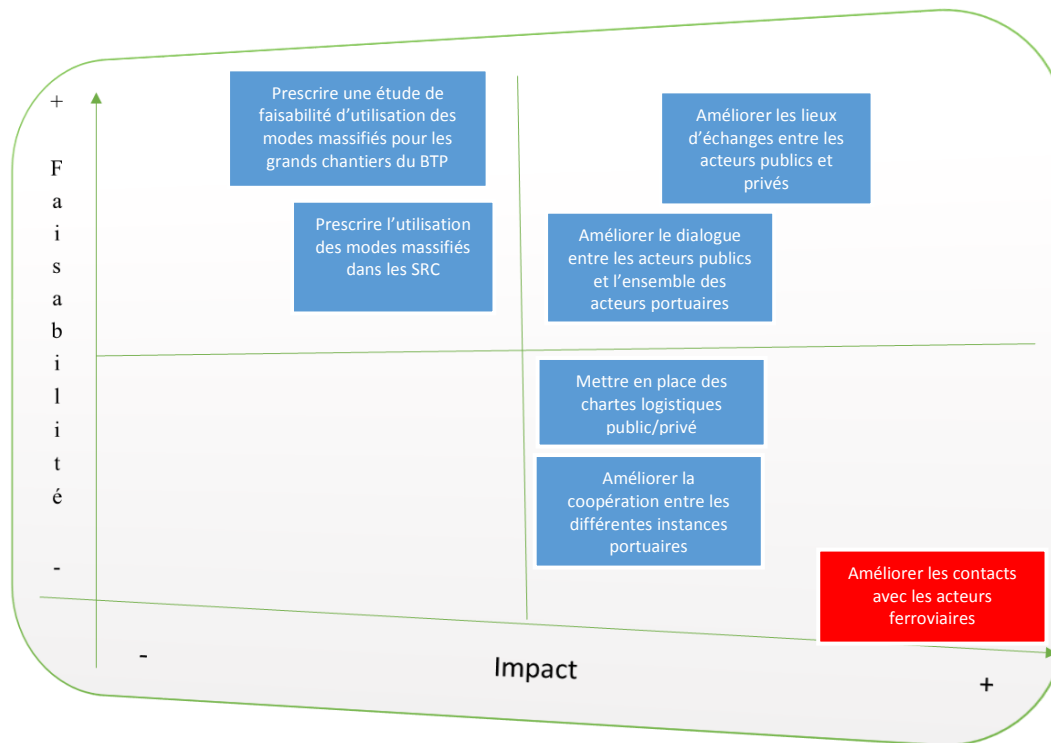 +
Faisabilité
-
Prescrire une étude de
faisabilité d'utilisation des
modes massifiés pour les
grands chantiers du BTP
Améliorer les lieux
d'échanges entre les
acteurs publics et
privés
Prescrire l'utilisation
des modes massifiés
dans les SRC
Améliorer le dialogue
entre les acteurs publics
et l'ensemble des
acteurs portuaires
Mettre en place des
chartes logistiques
public/privé
Améliorer la
coopération entre les
différentes instances
portuaires
Améliorer les contacts
avec les acteurs
ferroviaires
-
Impact
+